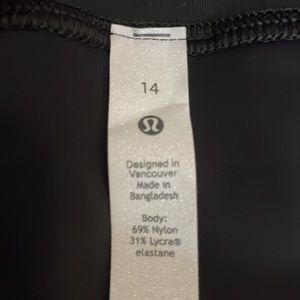 14
Designed in
Vancouver
Made in
Bangladesh
Body:
69% Nylon
31% Lycra®
elastane